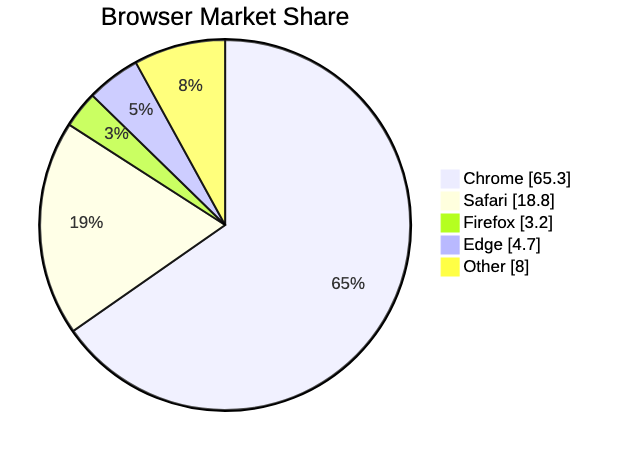 Browser Market Share
8%
5%
3%
19%
65%
Chrome [65.3]
Safari [18.8]
Firefox [3.2]
Edge [4.7]
Other [8]